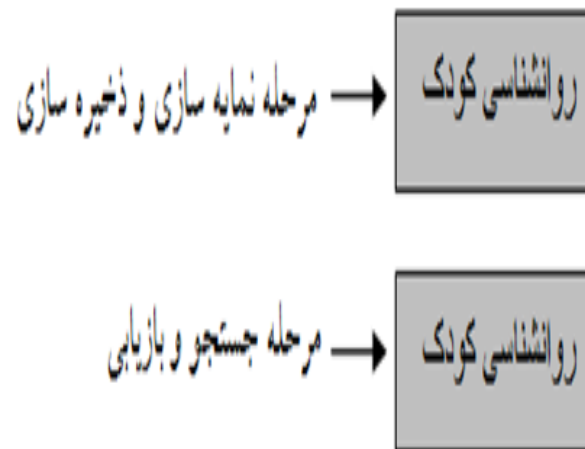 روانشناسی کودک
مرحله نمایه سازی و ذخیره سازی
روانشناسی کودک
مرحله جستجو و بازیابی